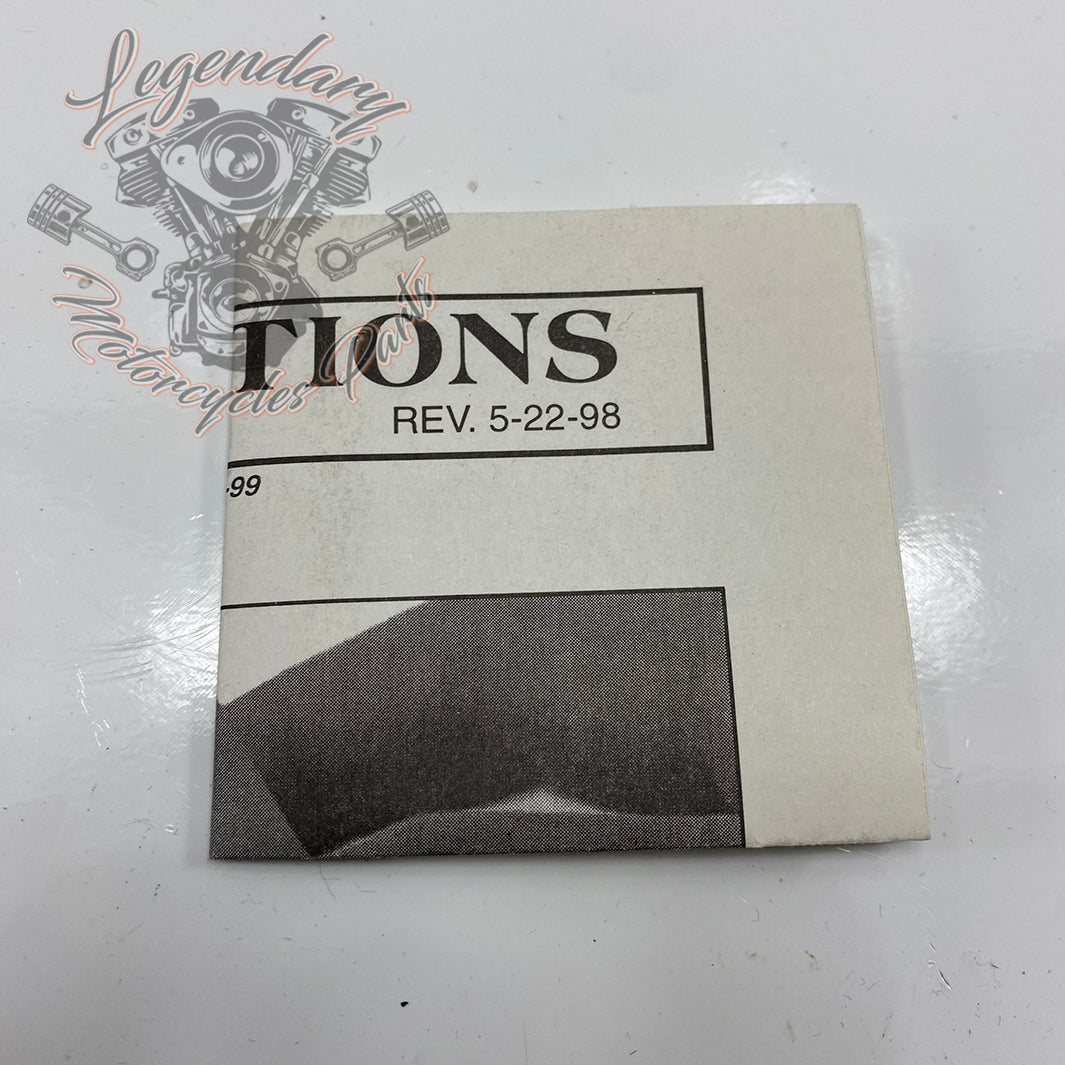 Legendary
Motorcycles Parts
TIONS
REV. 5-22-98
-99